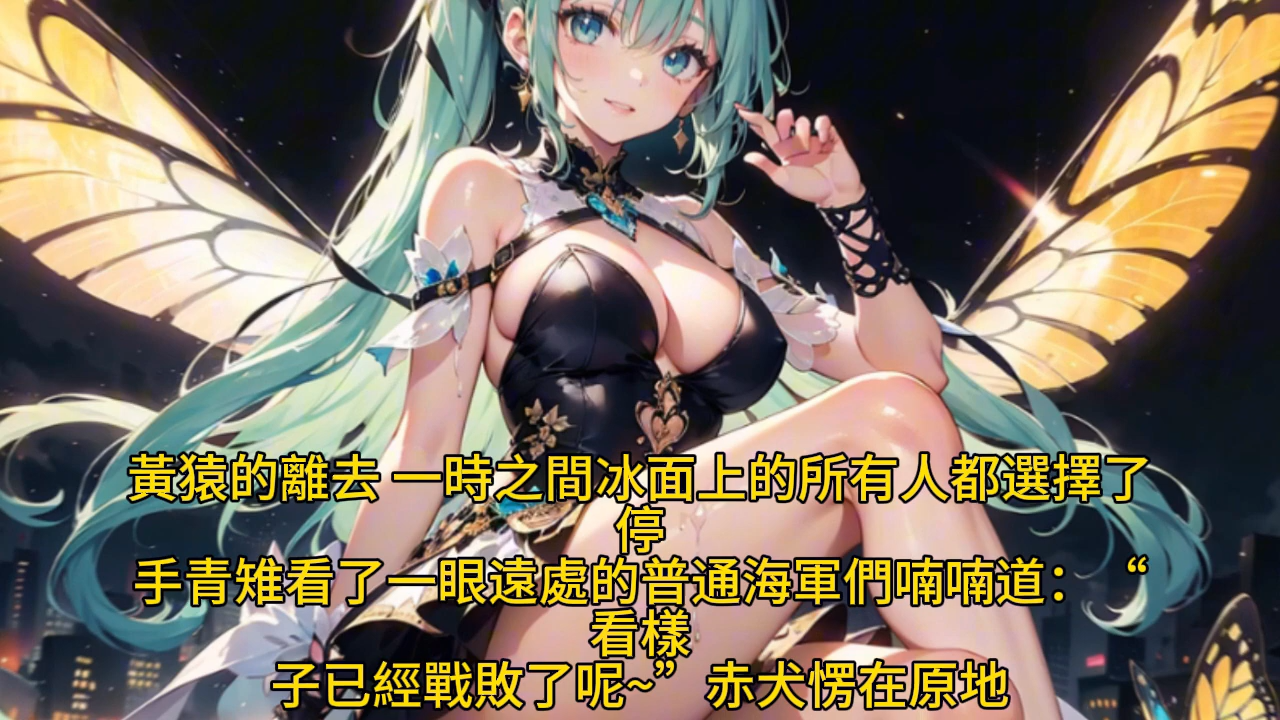 黃猿的離去 一時之間冰面上的所有人都選擇了
停
手青雉看了一眼遠處的普通海軍們喃喃道：“
看樣
子已經戰敗了呢~”赤犬愣在原地